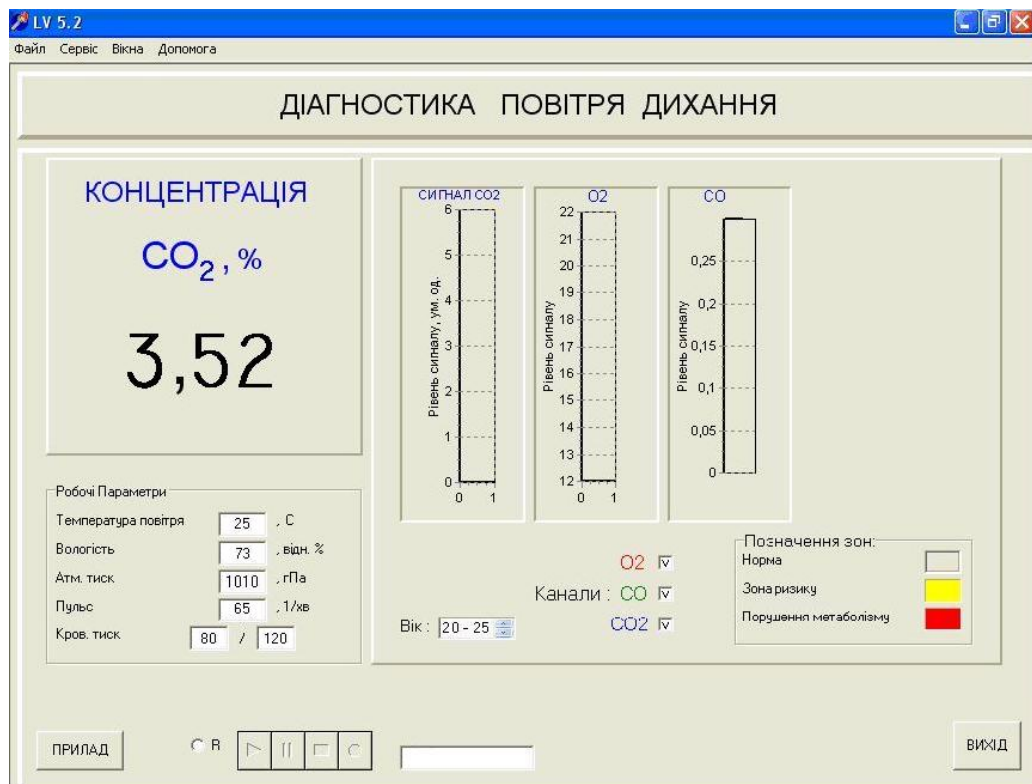 LV 5.2
Файл Сервіс Вікна Допомога
ДІАГНОСТИКА ПОВІТРЯ ДИХАННЯ
КОНЦЕНТРАЦІЯ
CO2 , %
3,52
СИГНАЛ CO2
Рівень сигналу, ум. од.
6
5
4
3
2
1
0
0 1
O2
Рівень сигналу
22
21
20
19
18
17
16
15
14
13
12
0 1
CO
Рівень сигналу
0,25
0,2
0,15
0,1
0,05
0
Робочі Параметри
Температура повітря 25 , C
Вологість 73 , відн. %
Атм. тиск 1010 , гПа
Пульс 65 , 1/хв
Кров. тиск 80 / 120
O2
Канали : CO
Вік : 20 - 25 CO2
Позначення зон:
Норма
Зона ризику
Порушення метаболізму
ПРИЛАД R ВИХІД